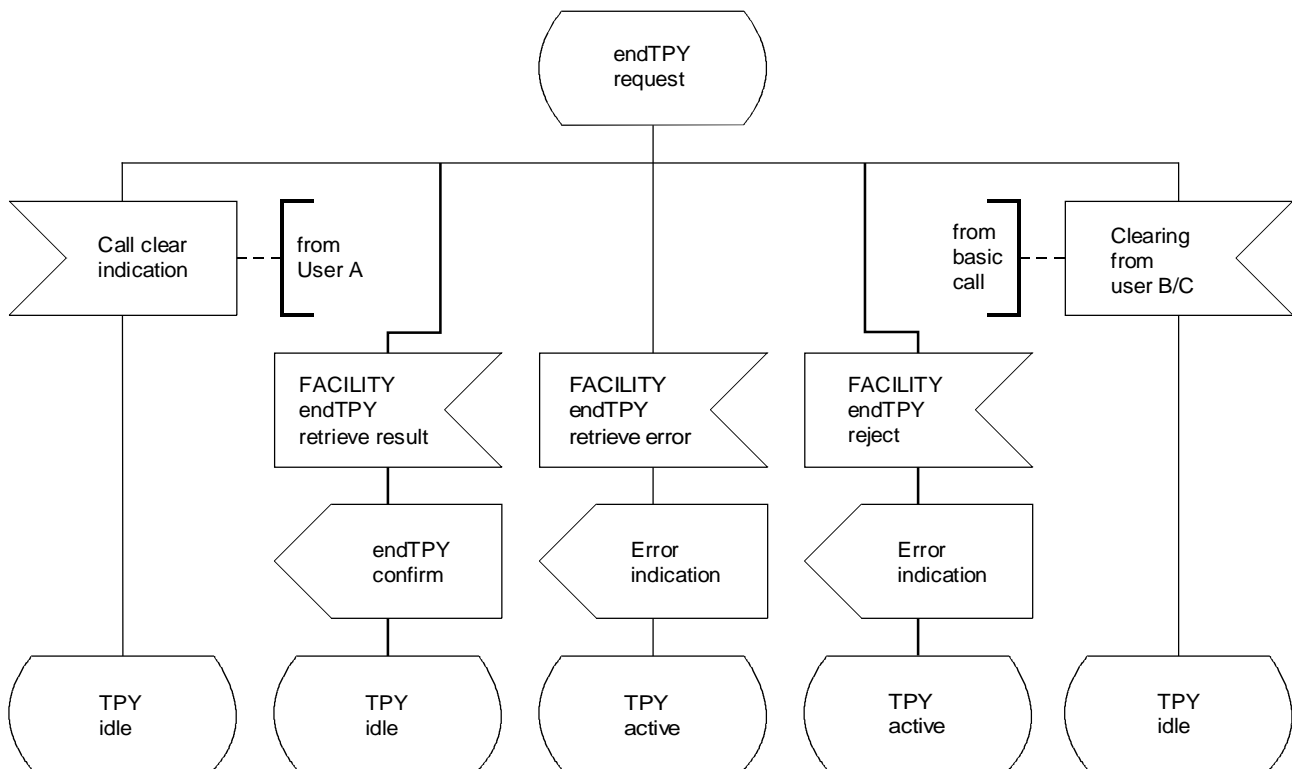 endTPY
request
Call clear
indication
from
User A
from
basic
call
Clearing
from
user B/C
FACILITY
endTPY
retrieve result
FACILITY
endTPY
retrieve error
FACILITY
endTPY
reject
endTPY
confirm
Error
indication
Error
indication
TPY
idle
TPY
idle
TPY
active
TPY
active
TPY
idle